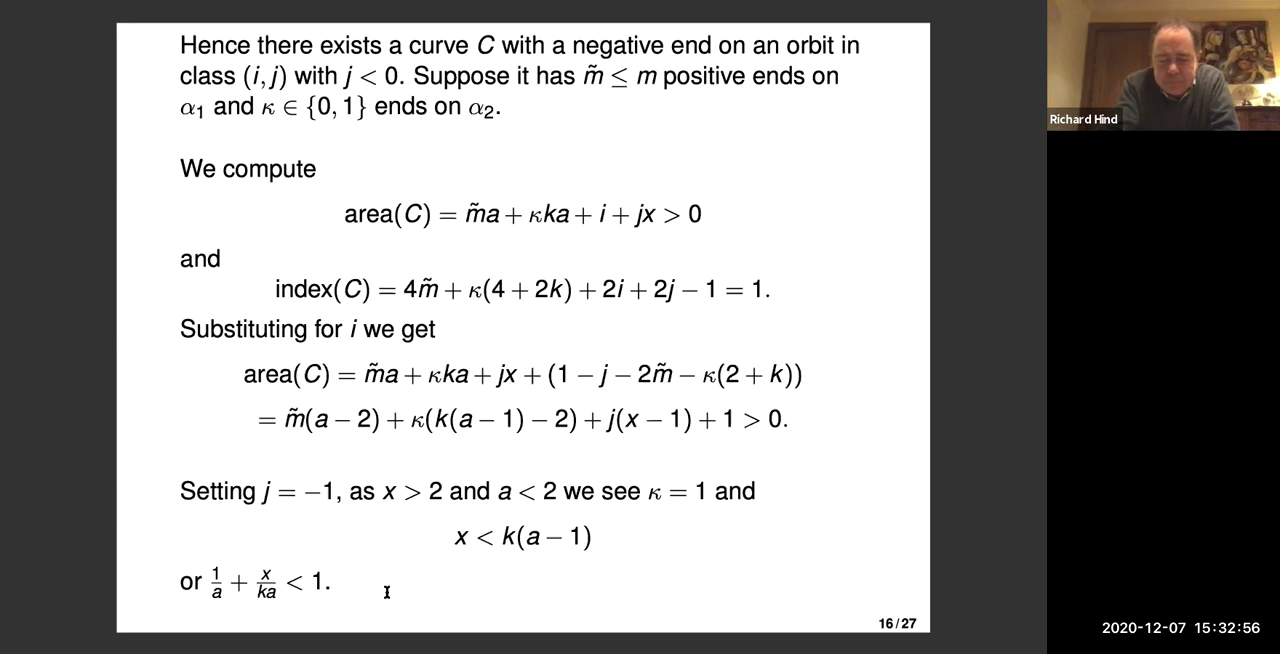 Hence there exists a curve C with a negative end on an orbit in
class (i, j) with j < 0. Suppose it has m̃ ≤ m positive ends on
α₁ and κ ∈ {0, 1} ends on α₂.
We compute
area(C) = m̃a + κka + i + jx > 0
and
index(C) = 4m̃ + κ(4 + 2k) + 2i + 2j − 1 = 1.
Substituting for i we get
area(C) = m̃a + κka + jx + (1 − j − 2m̃ − κ(2 + k))
= m̃(a − 2) + κ(k(a − 1) − 2) + j(x − 1) + 1 > 0.
Setting j = −1, as x > 2 and a < 2 we see κ = 1 and
x < k(a − 1)
or 1/a + x/ka < 1.
16/27
Richard Hind
2020-12-07 15:32:56